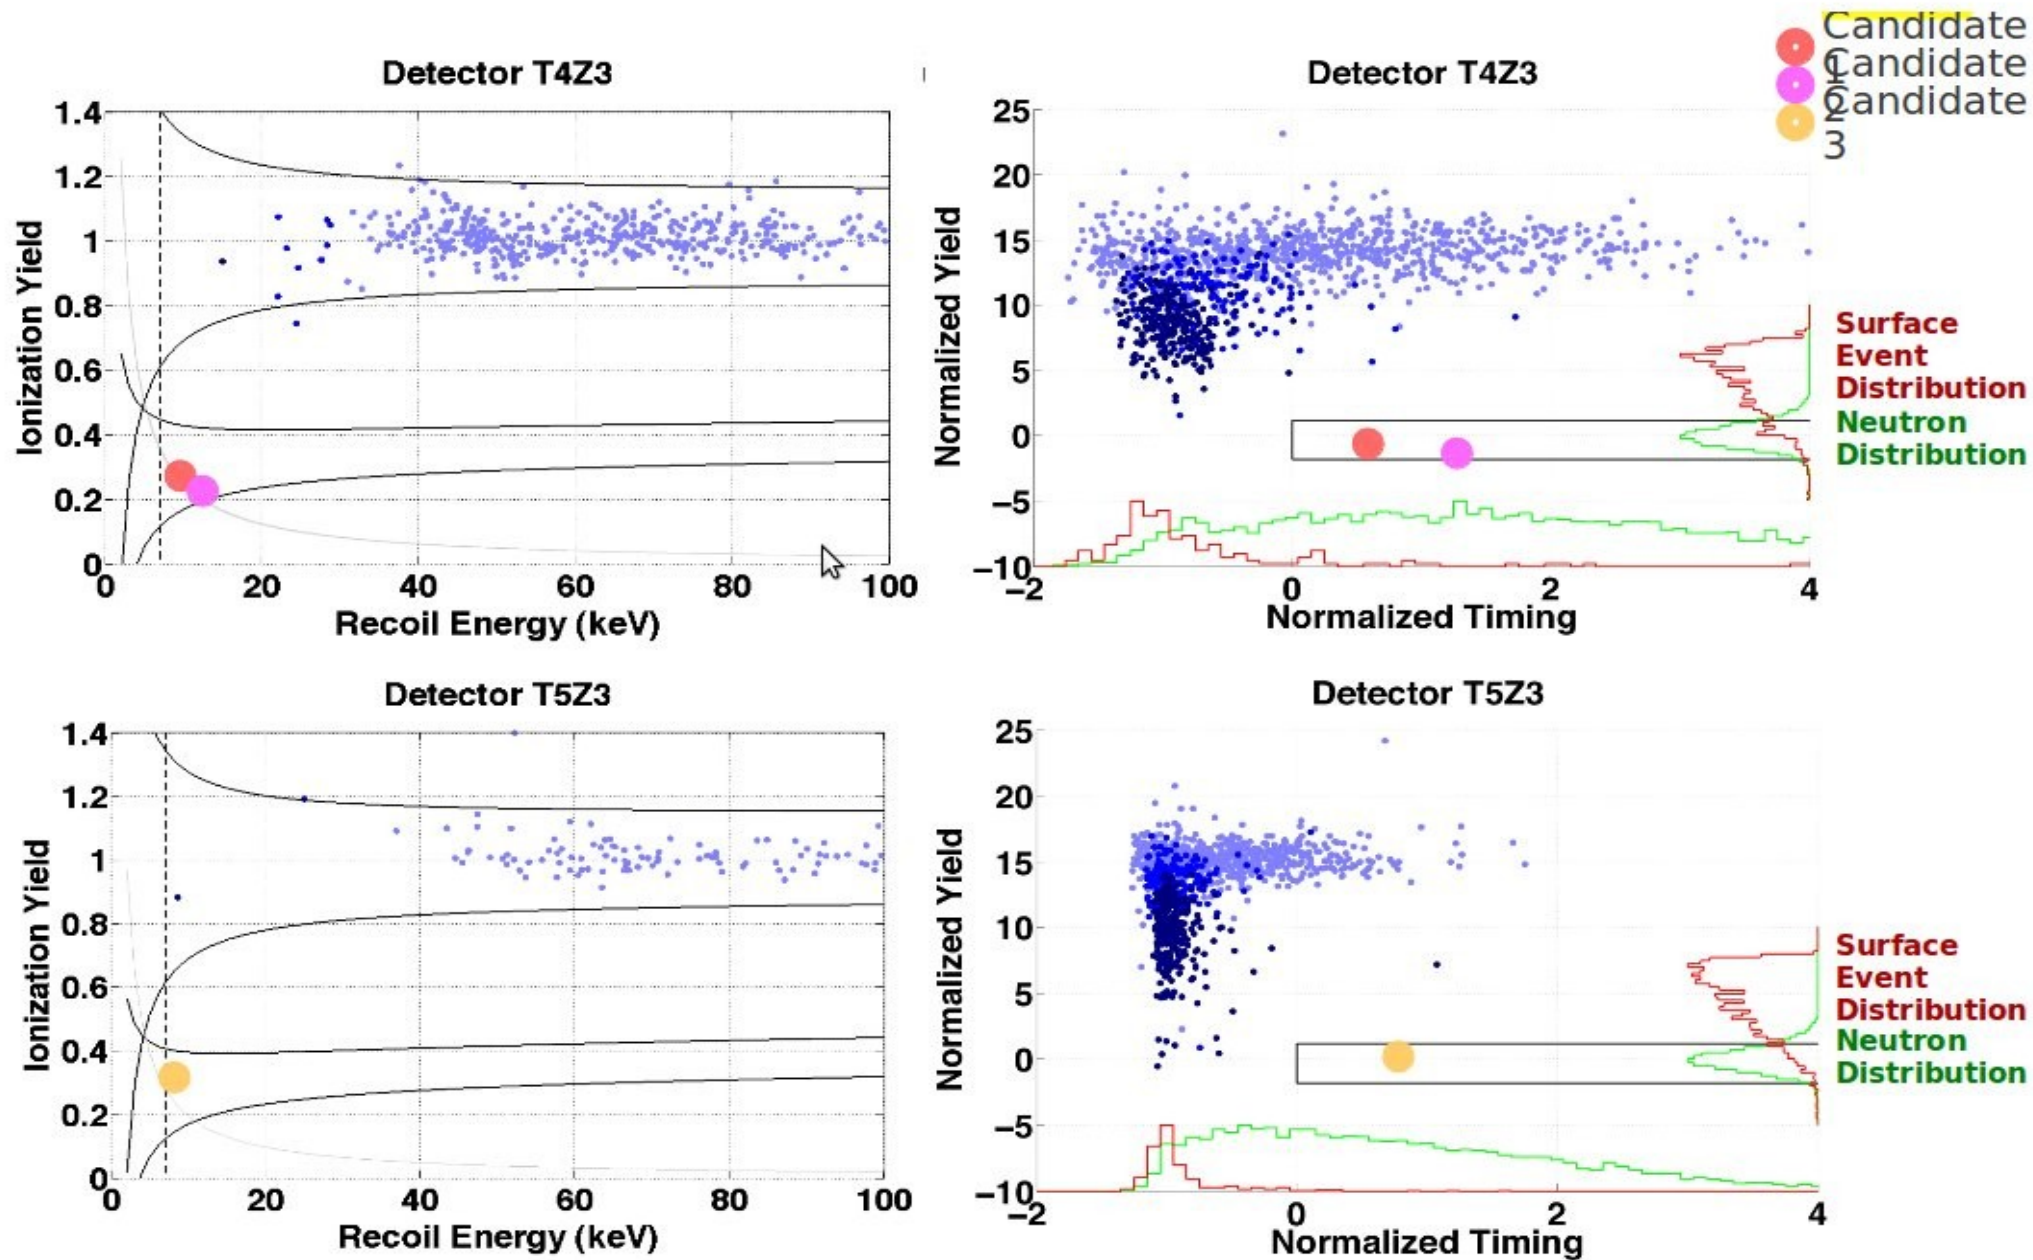 Candidate
1
Candidate
2
Candidate
3
Detector T4Z3
1.4
1.2
1
0.8
0.6
0.4
0.2
0
Ionization Yield
0 20 40 60 80 100
Recoil Energy (keV)
Detector T4Z3
25
20
15
10
5
0
−5
−10
Normalized Yield
−2 0 2 4
Normalized Timing
Surface
Event
Distribution
Neutron
Distribution
Detector T5Z3
1.4
1.2
1
0.8
0.6
0.4
0.2
0
Ionization Yield
0 20 40 60 80 100
Recoil Energy (keV)
Detector T5Z3
25
20
15
10
5
0
−5
−10
Normalized Yield
−2 0 2 4
Normalized Timing
Surface
Event
Distribution
Neutron
Distribution